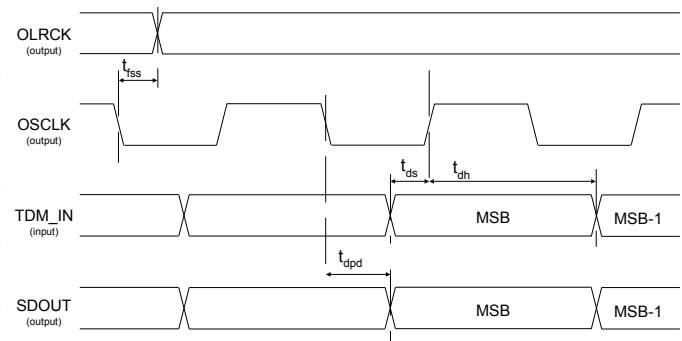 OLRCK
(output)
t_fss
OSCLK
(output)
t_ds
t_dh
TDM_IN
(input)
MSB
MSB-1
t_dpd
SDOUT
(output)
MSB
MSB-1